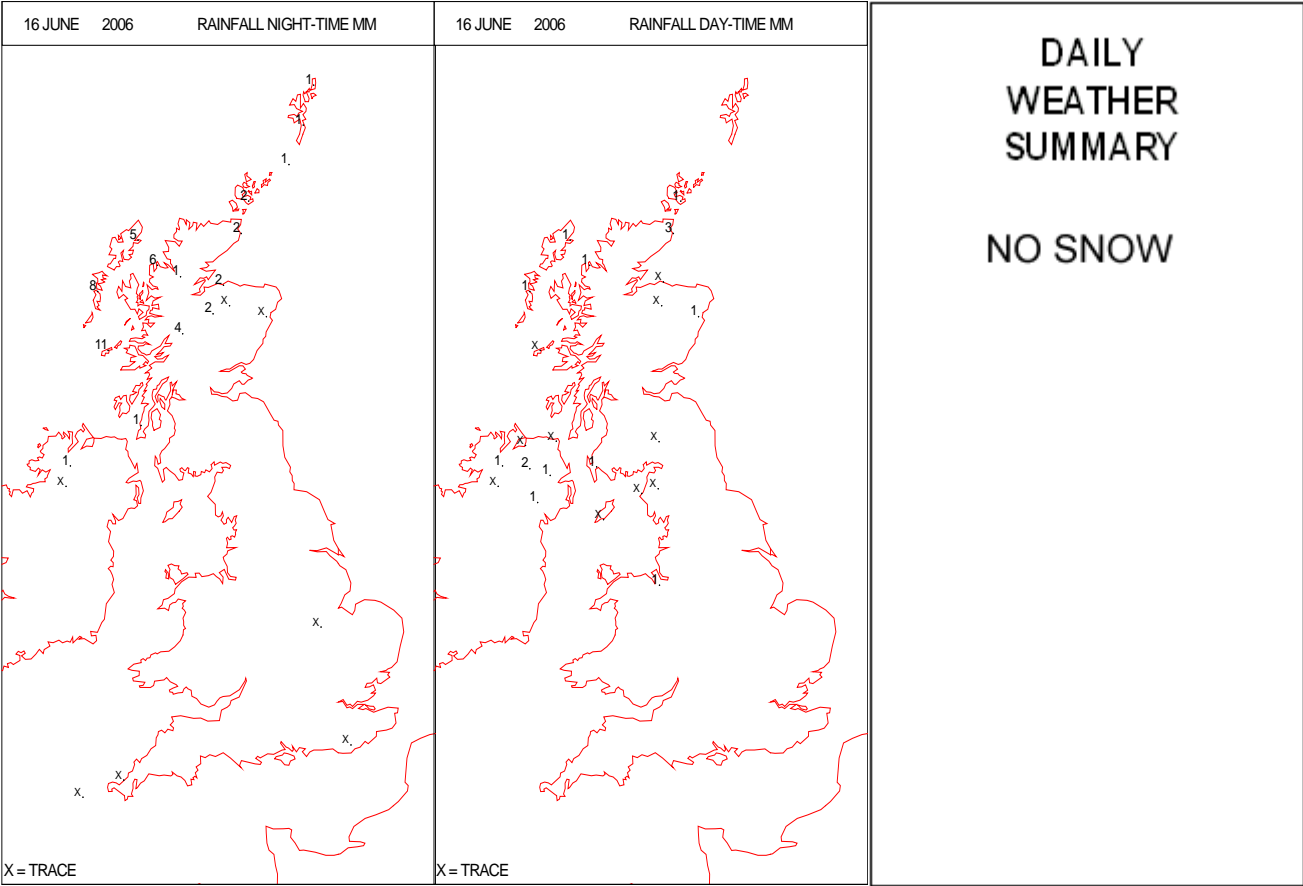 16 JUNE 2006 RAINFALL NIGHT-TIME MM
1.
1.
1.
2.
2.
5.
6.
1.
2.
8.
X.
2.
X.
4.
11.
1.
1.
X.
X.
X.
X.
X.
X = TRACE
16 JUNE 2006 RAINFALL DAY-TIME MM
1.
3.
1.
1.
X.
1.
X.
1.
X.
X.
X.
X.
1.
2.
1.
1.
X.
X.
X.
1.
X.
1.
X = TRACE
DAILY
WEATHER
SUMMARY
NO SNOW